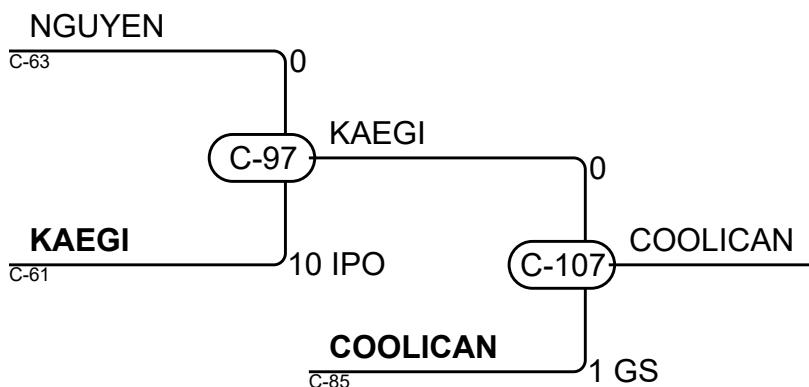 NGUYEN
C-63
0
C-97
KAEGI
0
KAEGI
C-61
10 IPO
C-107
COOLICAN
COOLICAN
C-85
1 GS